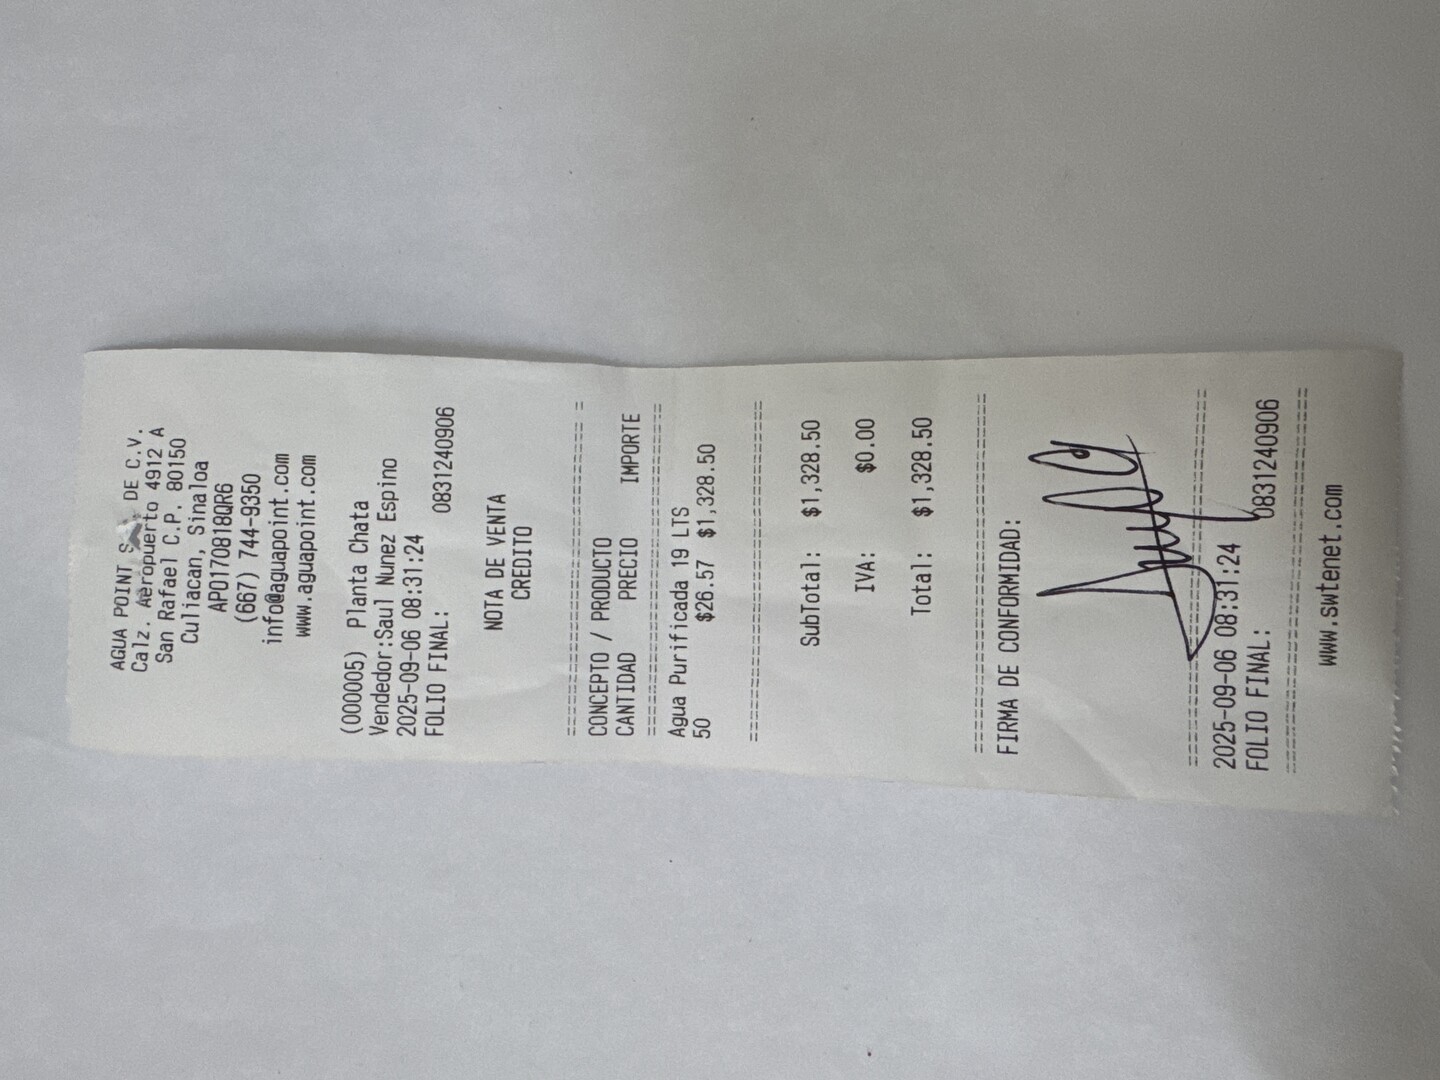 AGUA POINT S DE C.V.
Calz. Aeropuerto 4912 A
San Rafael C.P. 80150
Culiacan, Sinaloa
APO170818QR6
(667) 744-9350
info@aguapoint.com
www.aguapoint.com
(000005) Planta Chata
Vendedor:Saul Nunez Espino
2025-09-06 08:31:24
FOLIO FINAL: 0831240906
NOTA DE VENTA
CREDITO
CONCEPTO / PRODUCTO
CANTIDAD PRECIO IMPORTE
Agua Purificada 19 LTS
50 $26.57 $1,328.50
SubTotal: $1,328.50
IVA: $0.00
Total: $1,328.50
FIRMA DE CONFORMIDAD:
2025-09-06 08:31:24
FOLIO FINAL: 0831240906
www.swtenet.com